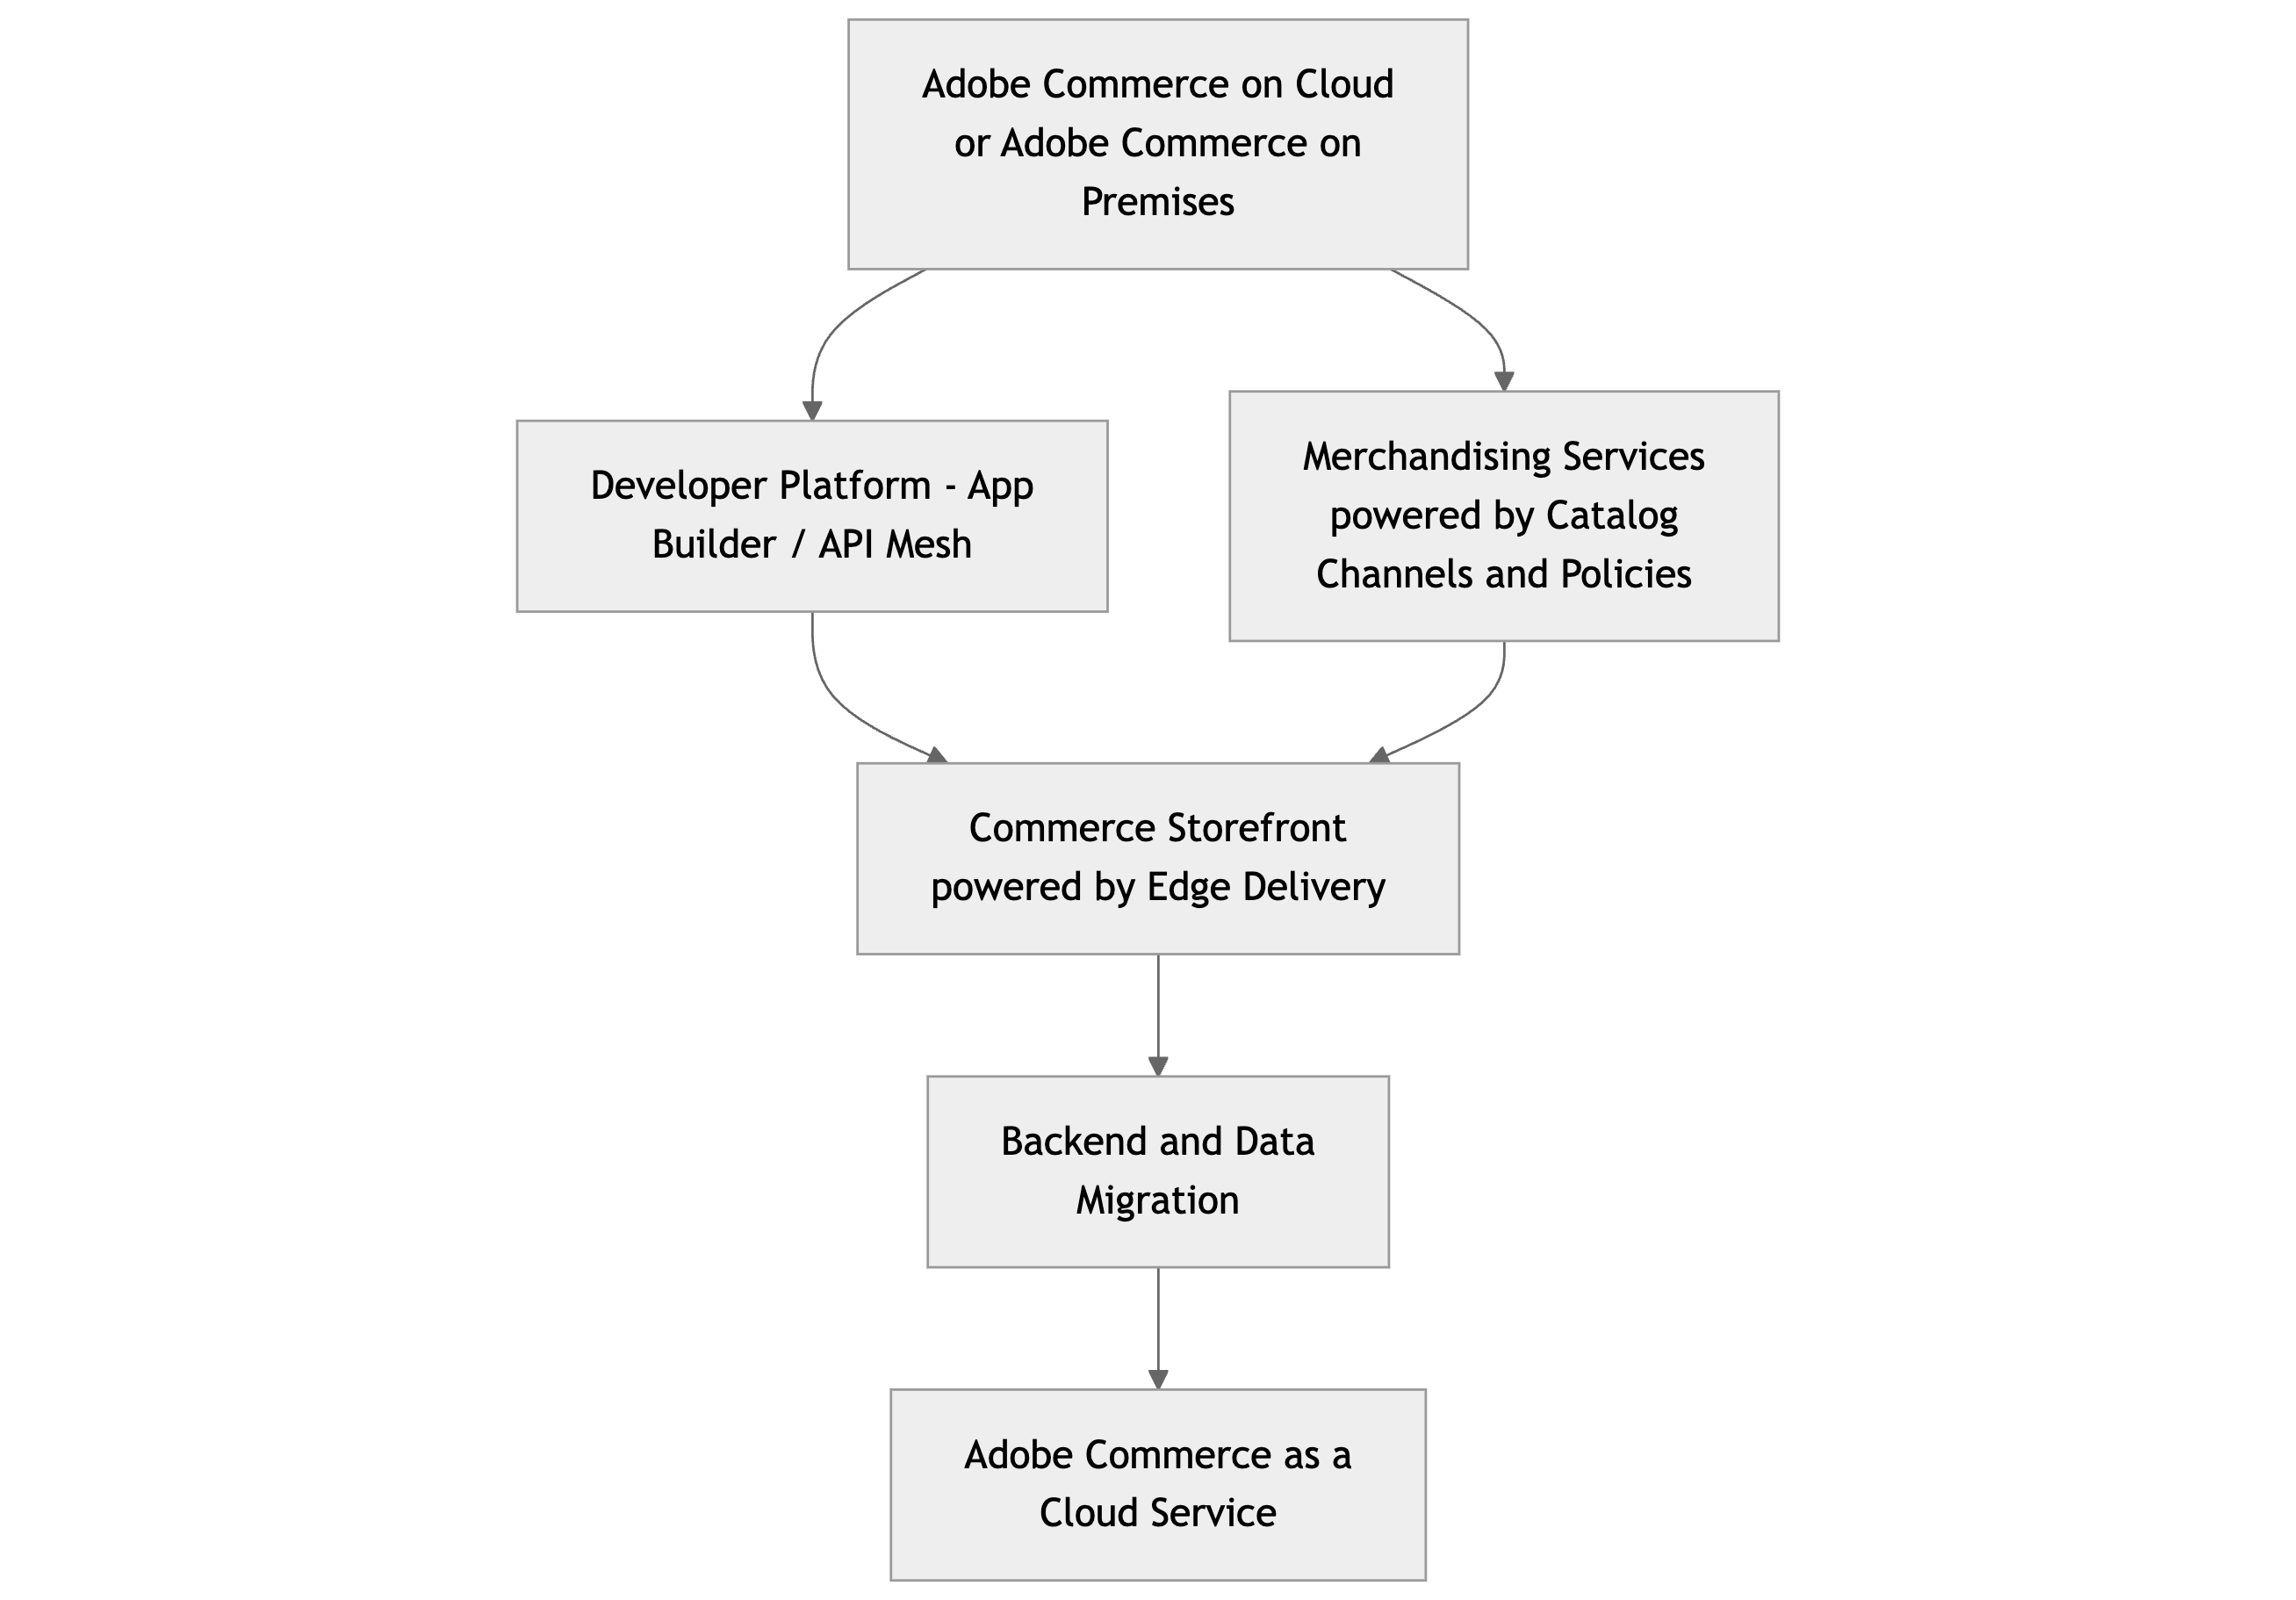 Adobe Commerce on Cloud
or Adobe Commerce on
Premises
Developer Platform - App
Builder / API Mesh
Merchandising Services
powered by Catalog
Channels and Policies
Commerce Storefront
powered by Edge Delivery
Backend and Data
Migration
Adobe Commerce as a
Cloud Service